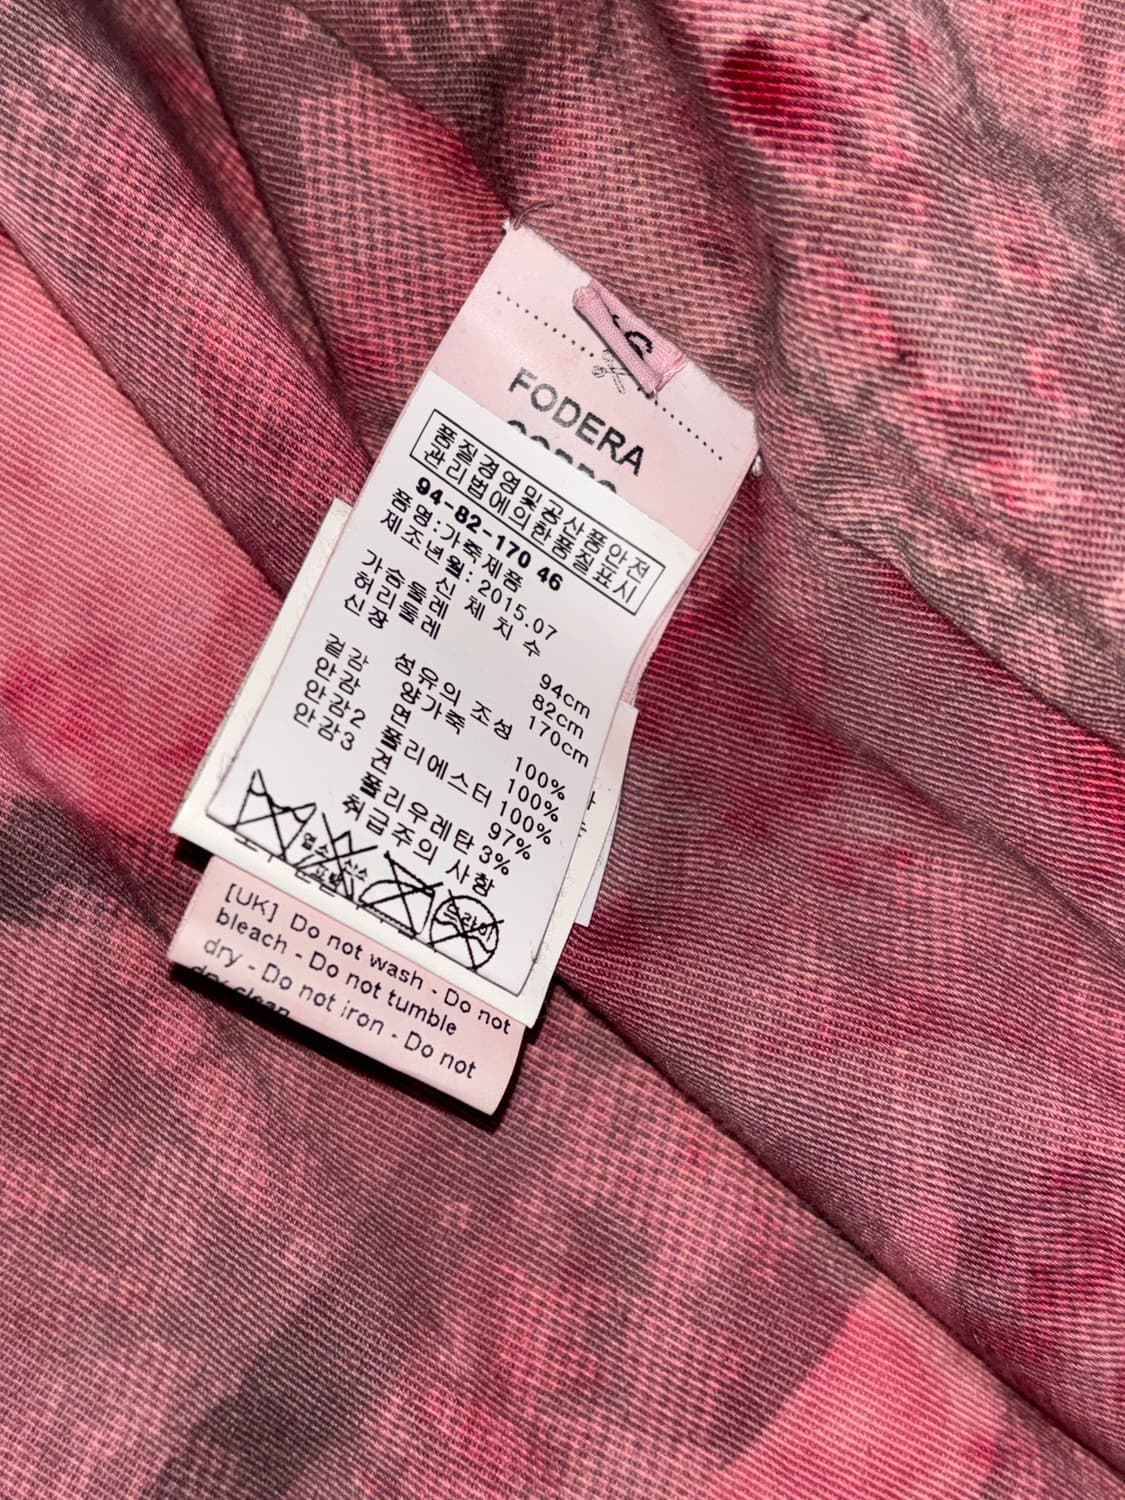 FODERA
품질경영및공산품안전
관리법에의한품질표시
94-82-170 46
품명:가죽제품
제조년월:2015.07
신 체 치 수
가슴둘레 94cm
허리둘레 82cm
신장 170cm
섬유의 조성
겉감 양가죽 100%
안감 면 100%
안감2 폴리에스터 100%
안감3 견 97%
폴리우레탄 3%
취급주의 사항
드라이
[UK] Do not wash - Do not
bleach - Do not tumble
dry - Do not iron - Do not
dry clean